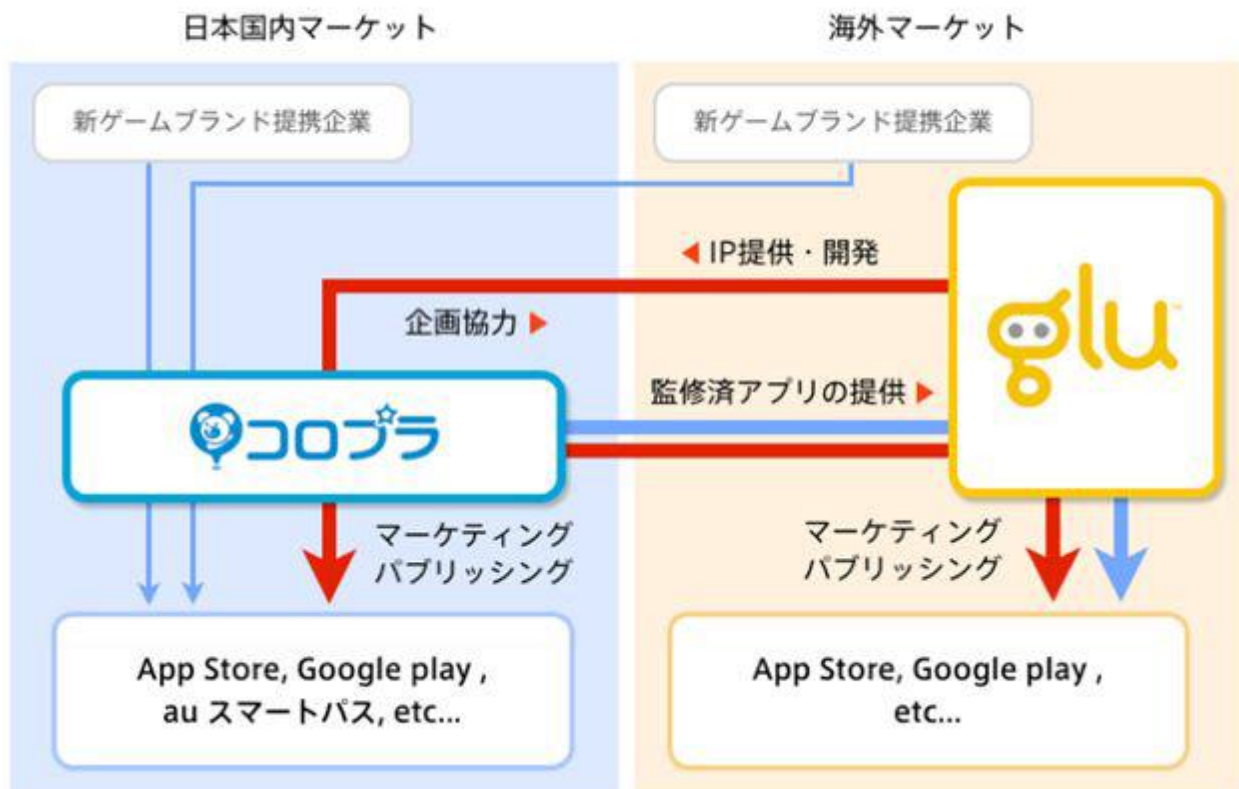 日本国内マーケット
海外マーケット
新ゲームブランド提携企業
新ゲームブランド提携企業
IP提供・開発
企画協力
glu™
監修済アプリの提供
コロプラ
マーケティング
パブリッシング
マーケティング
パブリッシング
App Store, Google play ,
au スマートパス, etc...
App Store, Google play ,
etc...